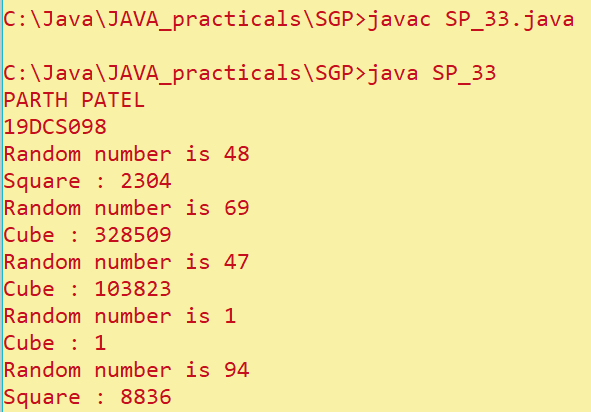 C:\Java\JAVA_practicals\SGP>javac SP_33.java
C:\Java\JAVA_practicals\SGP>java SP_33
PARTH PATEL
19DCS098
Random number is 48
Square : 2304
Random number is 69
Cube : 328509
Random number is 47
Cube : 103823
Random number is 1
Cube : 1
Random number is 94
Square : 8836